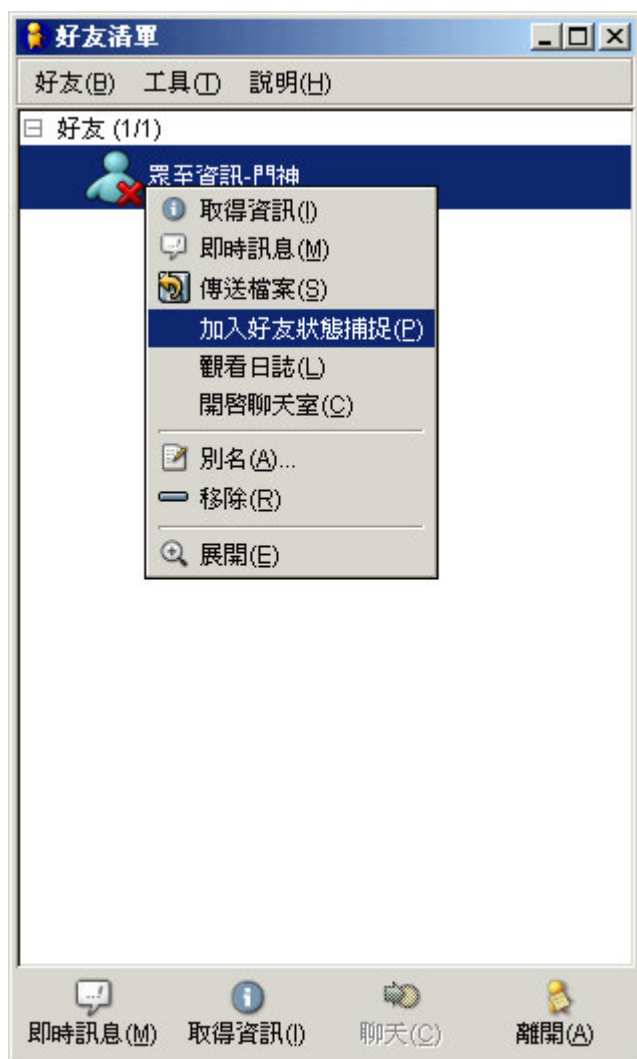 好友清單
好友(B) 工具(T) 說明(H)
好友 (1/1)
眾至資訊-門神
取得資訊(I)
即時訊息(M)
傳送檔案(S)
加入好友狀態捕捉(P)
觀看日誌(L)
開啓聊天室(C)
別名(A)...
移除(R)
展開(E)
即時訊息(M) 取得資訊(I) 聊天(C) 離開(A)